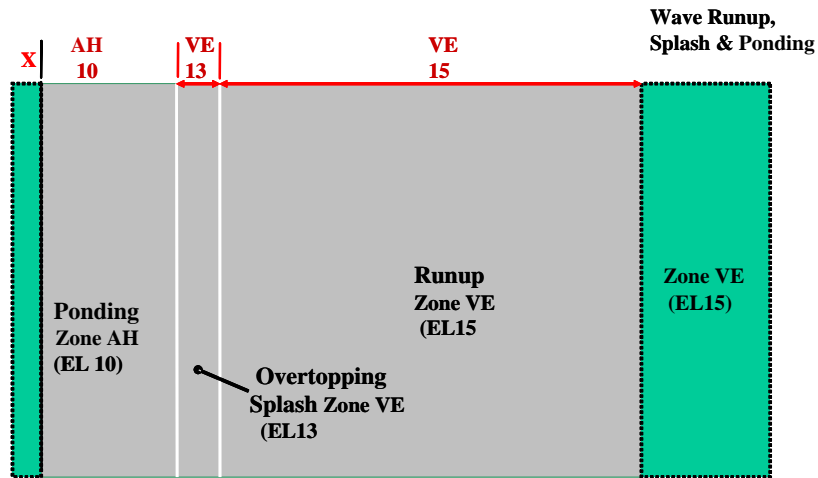 Wave Runup,
Splash & Ponding
X
AH
10
VE
13
VE
15
Ponding
Zone AH
(EL 10)
Overtopping
Splash Zone VE
(EL13
Runup
Zone VE
(EL15
Zone VE
(EL15)